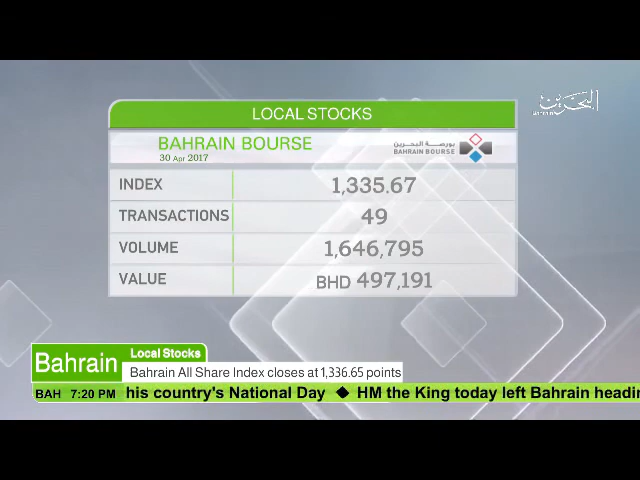 البحرين
BAHRAIN
LOCAL STOCKS
BAHRAIN BOURSE
30 Apr 2017
بورصة البحرين
BAHRAIN BOURSE
INDEX 1,335.67
TRANSACTIONS 49
VOLUME 1,646,795
VALUE BHD 497,191
Bahrain
Local Stocks
Bahrain All Share Index closes at 1,336.65 points
BAH 7:20 PM his country's National Day ◆ HM the King today left Bahrain headin